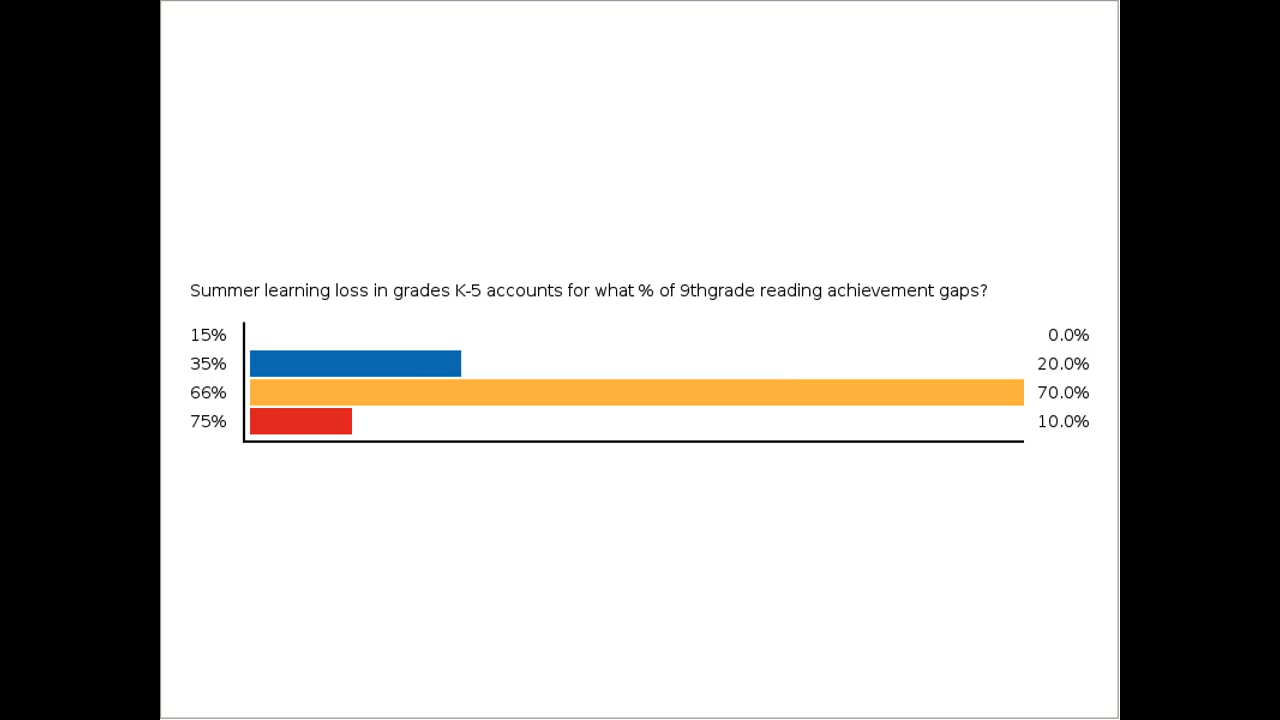 Summer learning loss in grades K-5 accounts for what % of 9thgrade reading achievement gaps?
15% 0.0%
35% 20.0%
66% 70.0%
75% 10.0%